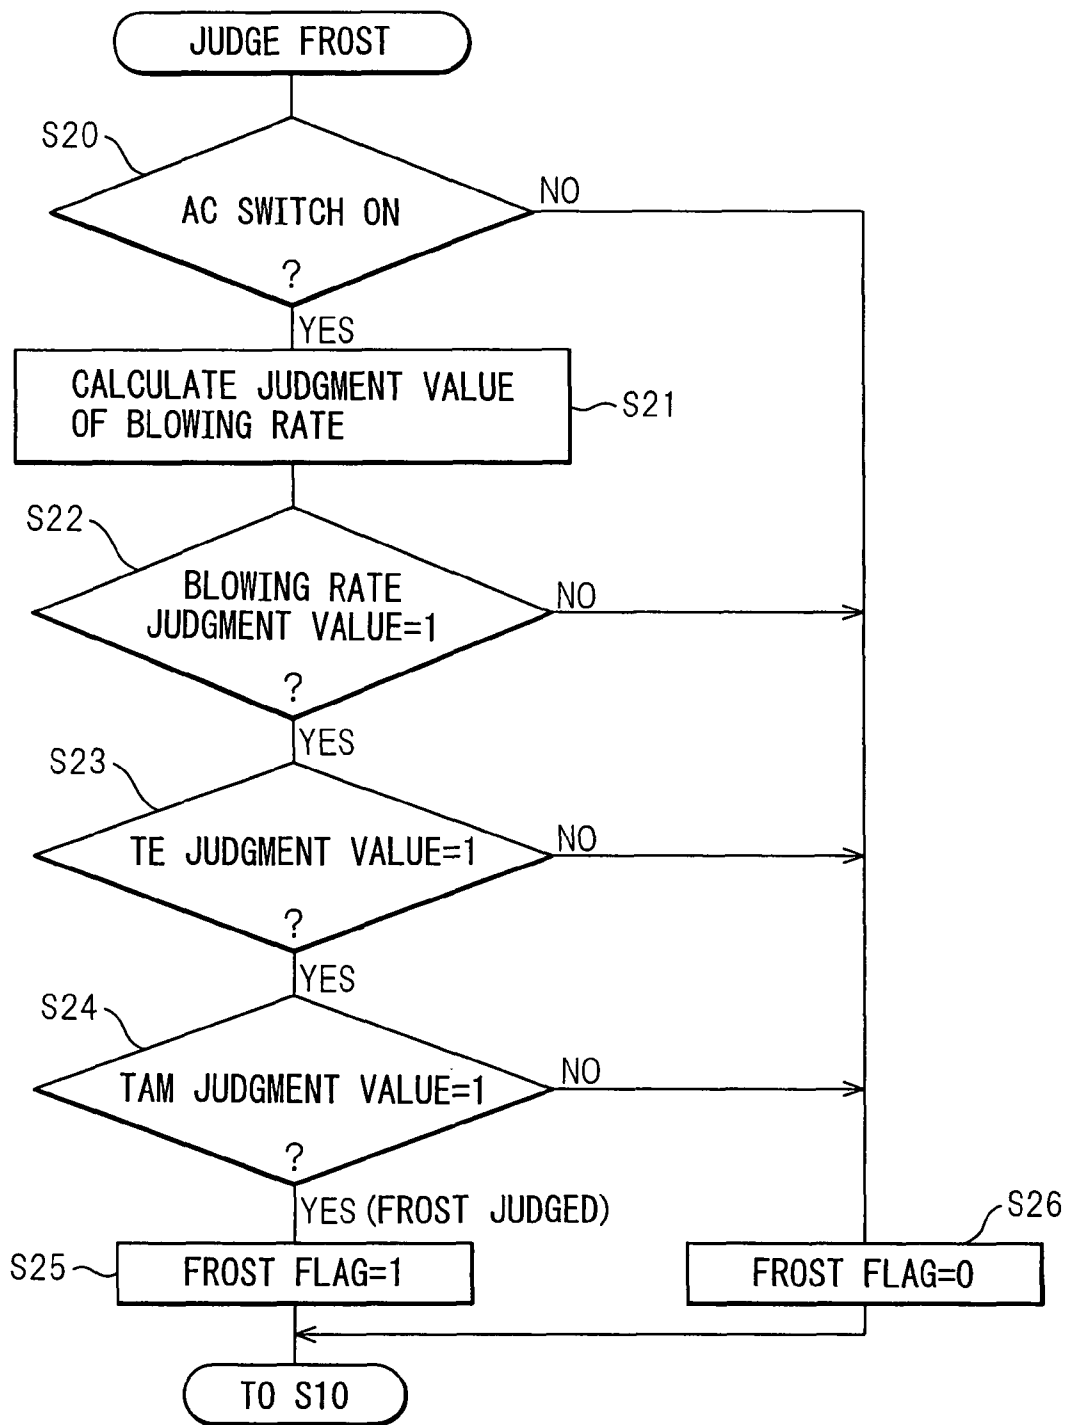 JUDGE FROST
S20
AC SWITCH ON
?
NO
YES
CALCULATE JUDGMENT VALUE
OF BLOWING RATE
S21
S22
BLOWING RATE
JUDGMENT VALUE=1
?
NO
YES
S23
TE JUDGMENT VALUE=1
?
NO
YES
S24
TAM JUDGMENT VALUE=1
?
NO
YES (FROST JUDGED)
S25
FROST FLAG=1
S26
FROST FLAG=0
TO S10